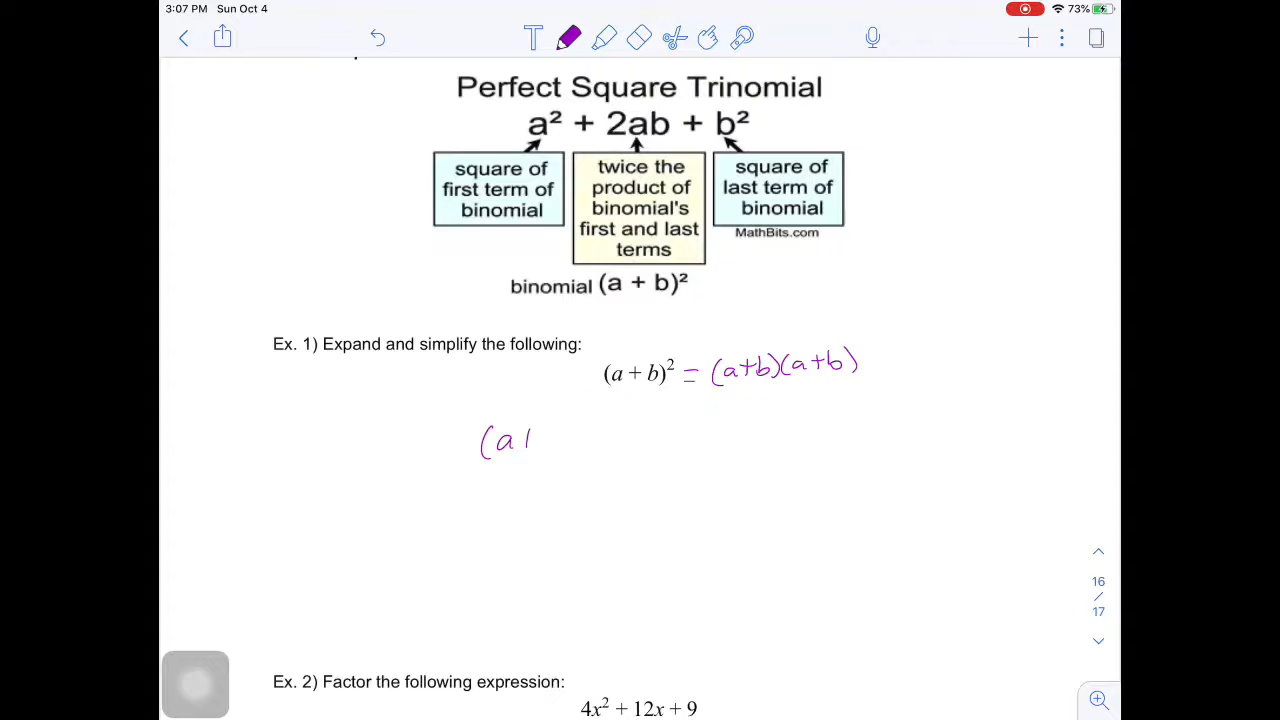 3:07 PM Sun Oct 4 73%
T
Perfect Square Trinomial
a² + 2ab + b²
square of
first term of
binomial
twice the
product of
binomial's
first and last
terms
square of
last term of
binomial
MathBits.com
binomial (a + b)²
Ex. 1) Expand and simplify the following:
(a + b)² = (a+b)(a+b)
(a
16
/
17
Ex. 2) Factor the following expression:
4x² + 12x + 9